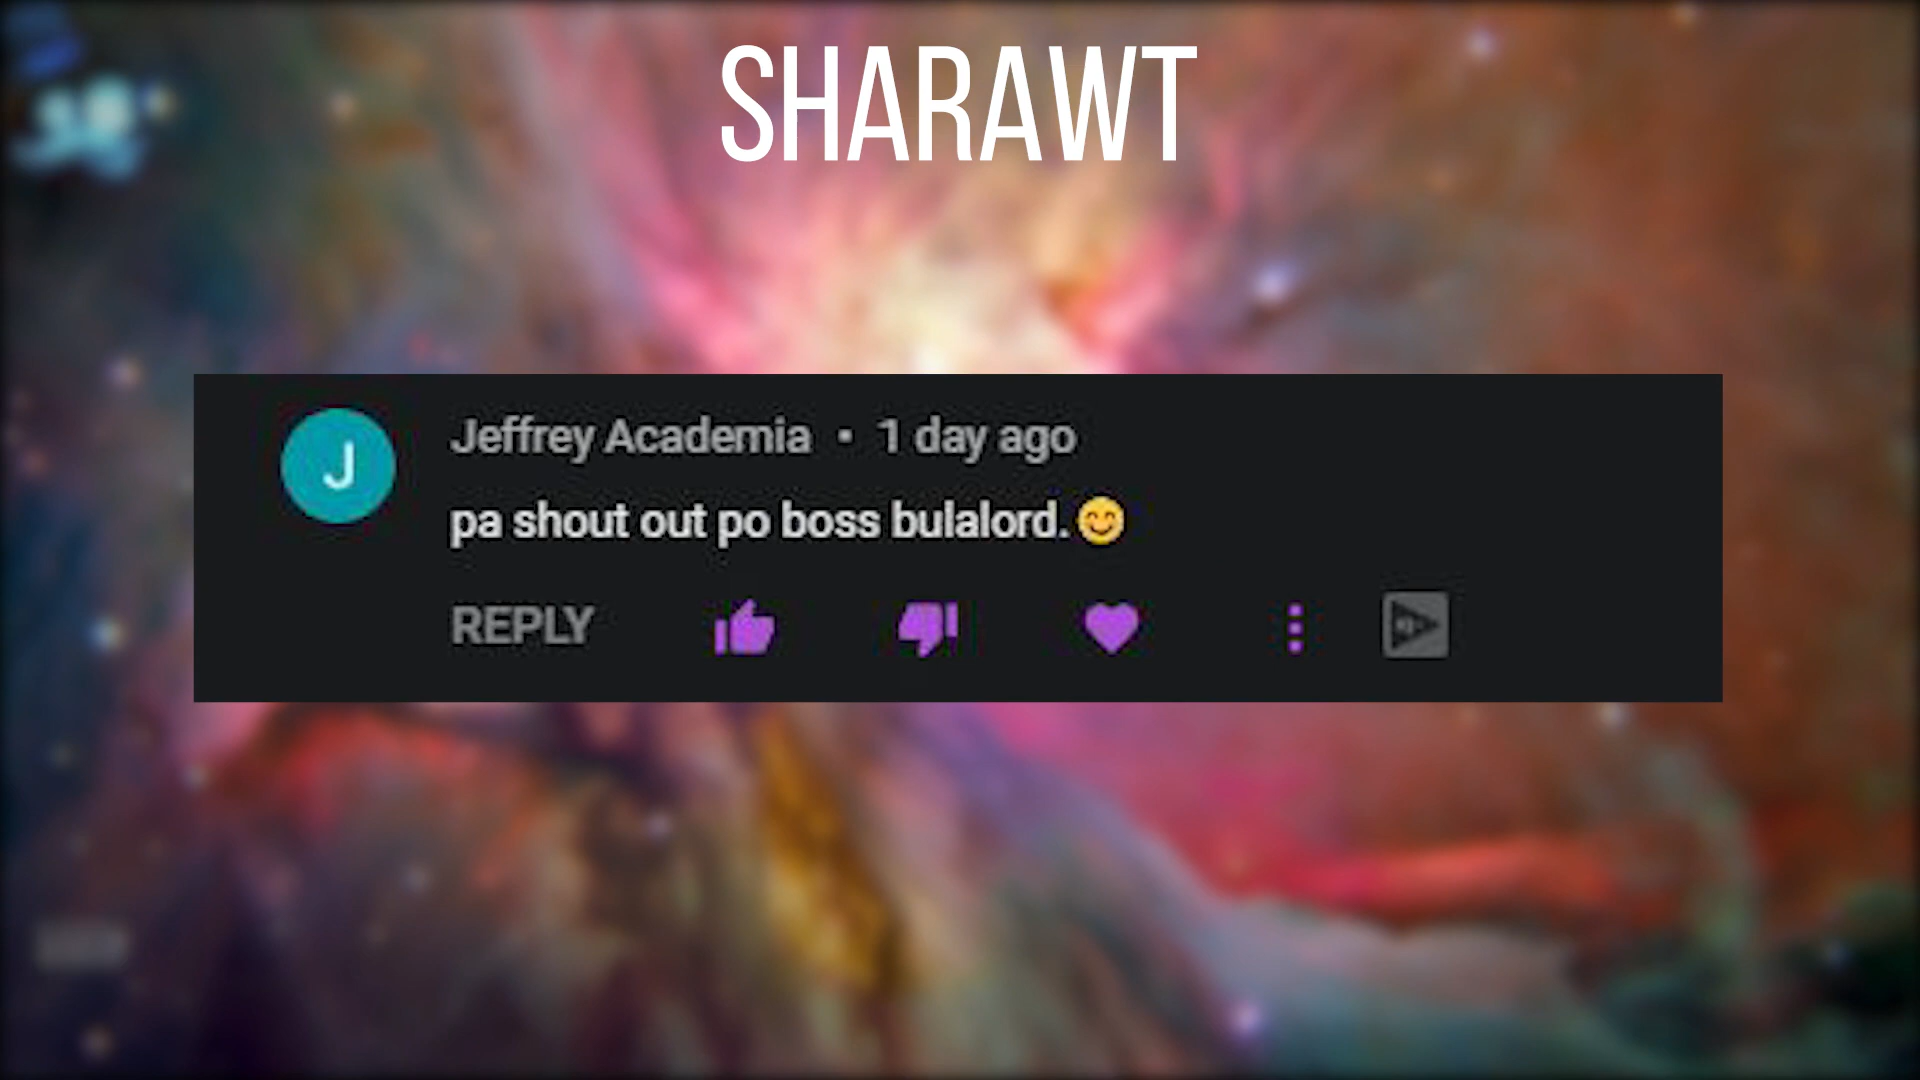 SHARAWT
J
Jeffrey Academia • 1 day ago
pa shout out po boss bulalord.😊
REPLY